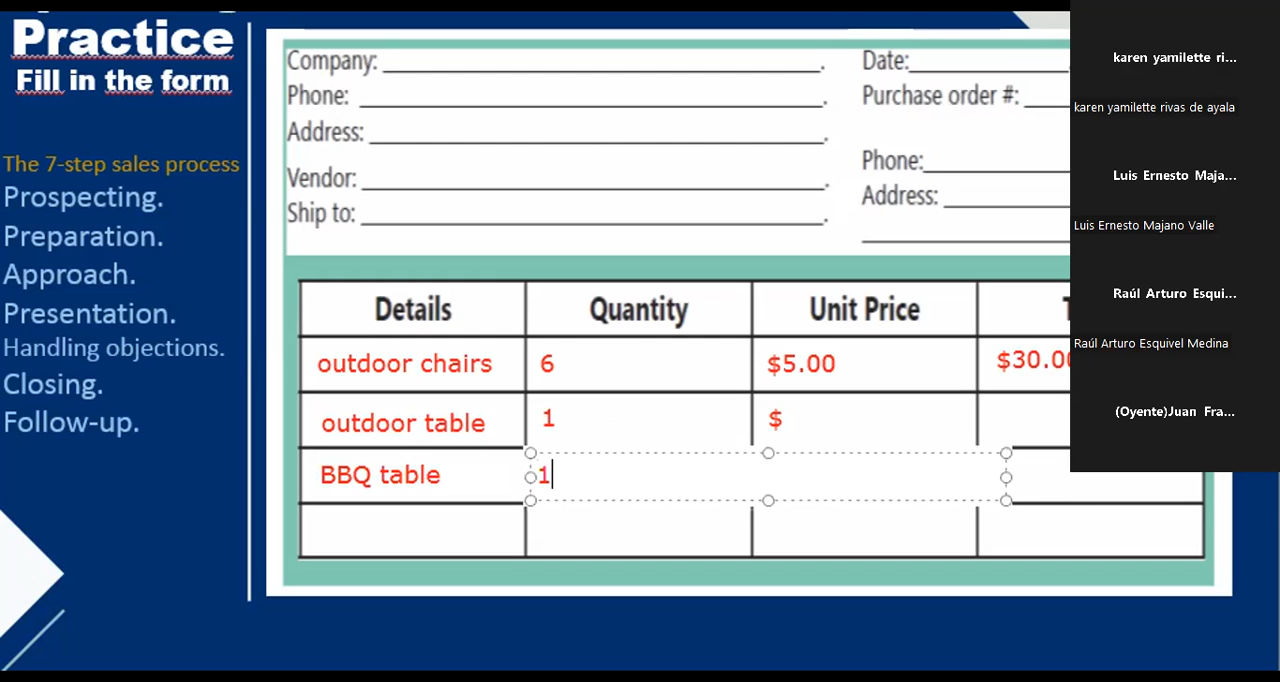 Practice
Fill in the form
The 7-step sales process
Prospecting.
Preparation.
Approach.
Presentation.
Handling objections.
Closing.
Follow-up.
Company: .
Phone: .
Address: .
Vendor: .
Ship to: .
Date:
Purchase order #:
Phone:
Address:
Details Quantity Unit Price
outdoor chairs 6 $5.00 $30.00
outdoor table 1 $
BBQ table 1
karen yamilette ri...
karen yamilette rivas de ayala
Luis Ernesto Maja...
Luis Ernesto Majano Valle
Raúl Arturo Esqui...
Raúl Arturo Esquivel Medina
(Oyente)Juan Fra...